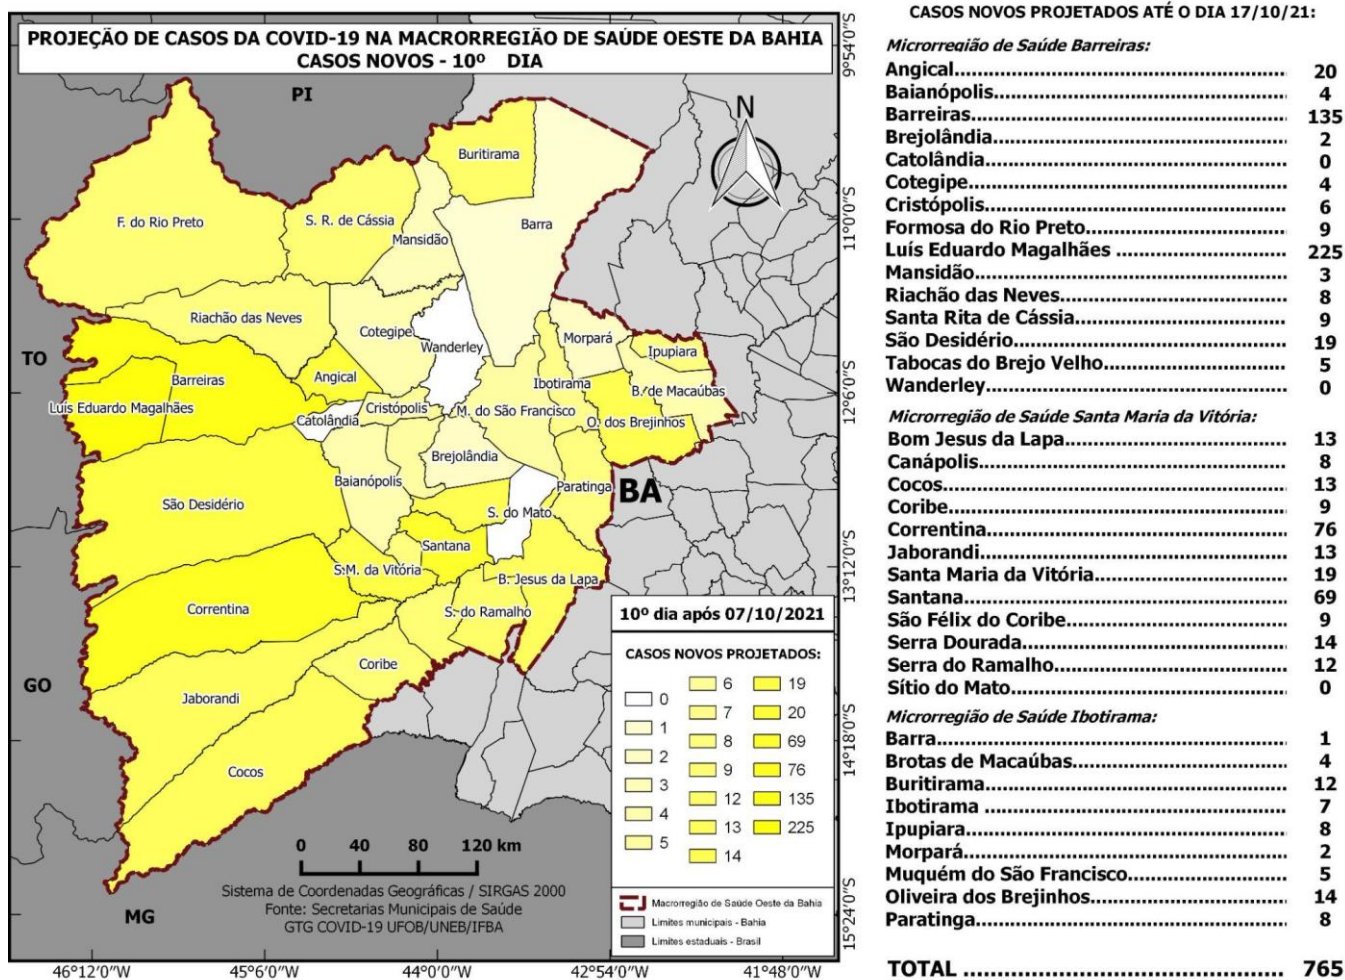 PROJEÇÃO DE CASOS DA COVID-19 NA MACRORREGIÃO DE SAÚDE OESTE DA BAHIA
CASOS NOVOS - 10º DIA
PI
N
Buritirama
F. do Rio Preto
S. R. de Cássia
Mansidão
Barra
Riachão das Neves
Cotegipe
Wanderley
Morpará
Ipupiara
TO
Barreiras
Angical
Ibotirama
B. de Macaúbas
Luis Eduardo Magalhães
Catolândia
Cristópolis
M. do São Francisco
O. dos Brejinhos
Brejolândia
Baianópolis
Paratinga
BA
São Desidério
S. do Mato
Santana
S.M. da Vitória
B. Jesus da Lapa
Correntina
S. do Ramalho
Coribe
GO
Jaborandi
Cocos
MG
10º dia após 07/10/2021
CASOS NOVOS PROJETADOS:
0
1
2
3
4
5
6
7
8
9
12
13
14
19
20
69
76
135
225
Macrorregião de Saúde Oeste da Bahia
Limites municipais - Bahia
Limites estaduais - Brasil
0 40 80 120 km
Sistema de Coordenadas Geográficas / SIRGAS 2000
Fonte: Secretarias Municipais de Saúde
GTG COVID-19 UFOB/UNEB/IFBA
9°54'0"S
11°0'0"S
12°6'0"S
13°12'0"S
14°18'0"S
15°24'0"S
46°12'0"W 45°6'0"W 44°0'0"W 42°54'0"W 41°48'0"W
CASOS NOVOS PROJETADOS ATÉ O DIA 17/10/21:
Microrregião de Saúde Barreiras:
Angical 20
Baianópolis 4
Barreiras 135
Brejolândia 2
Catolândia 0
Cotegipe 4
Cristópolis 6
Formosa do Rio Preto 9
Luís Eduardo Magalhães 225
Mansidão 3
Riachão das Neves 8
Santa Rita de Cássia 9
São Desidério 19
Tabocas do Brejo Velho 5
Wanderley 0
Microrregião de Saúde Santa Maria da Vitória:
Bom Jesus da Lapa 13
Canápolis 8
Cocos 13
Coribe 9
Correntina 76
Jaborandi 13
Santa Maria da Vitória 19
Santana 69
São Félix do Coribe 9
Serra Dourada 14
Serra do Ramalho 12
Sítio do Mato 0
Microrregião de Saúde Ibotirama:
Barra 1
Brotas de Macaúbas 4
Buritirama 12
Ibotirama 7
Ipupiara 8
Morpará 2
Muquém do São Francisco 5
Oliveira dos Brejinhos 14
Paratinga 8
TOTAL 765